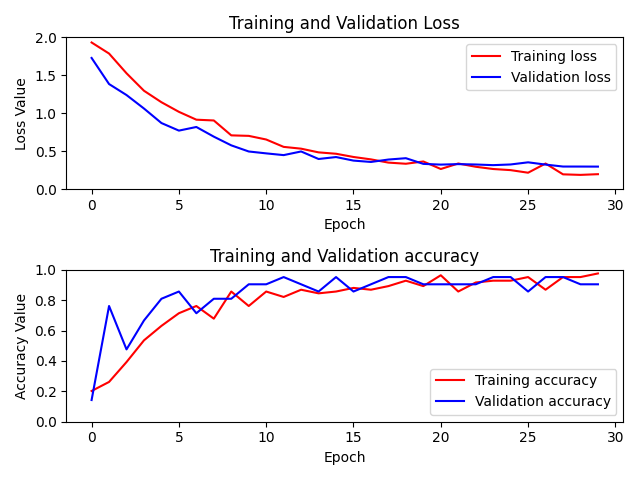 Training and Validation Loss
2.0
1.5
1.0
0.5
0.0
Loss Value
Training loss
Validation loss
0 5 10 15 20 25 30
Epoch
Training and Validation accuracy
1.0
0.8
0.6
0.4
0.2
0.0
Accuracy Value
Training accuracy
Validation accuracy
0 5 10 15 20 25 30
Epoch